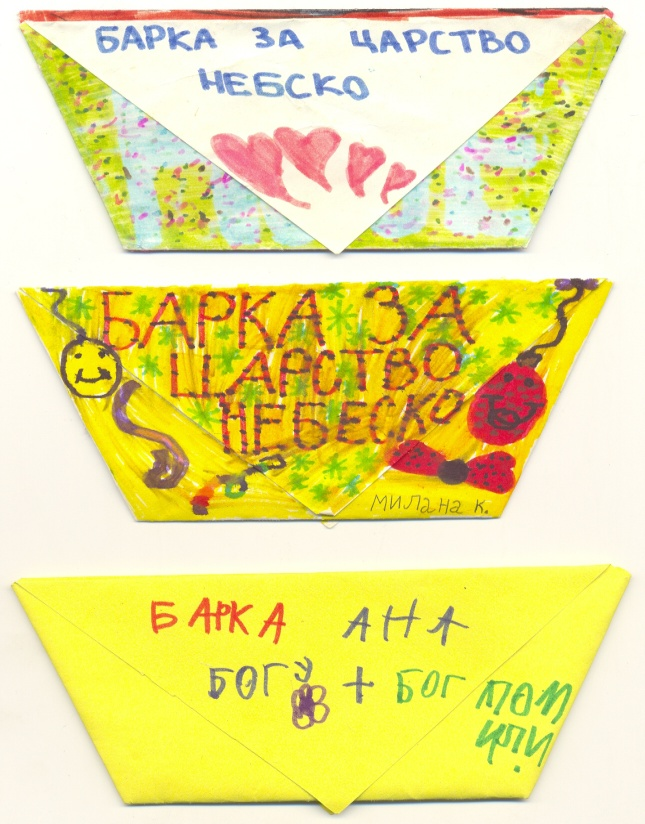 БАРКА ЗА ЦАРСТВО
НЕБСКО
БАРКА ЗА
ЦАРСТВО
НЕБЕСКО
милана к.
БАРКА АНА
БОГУ + БОГ